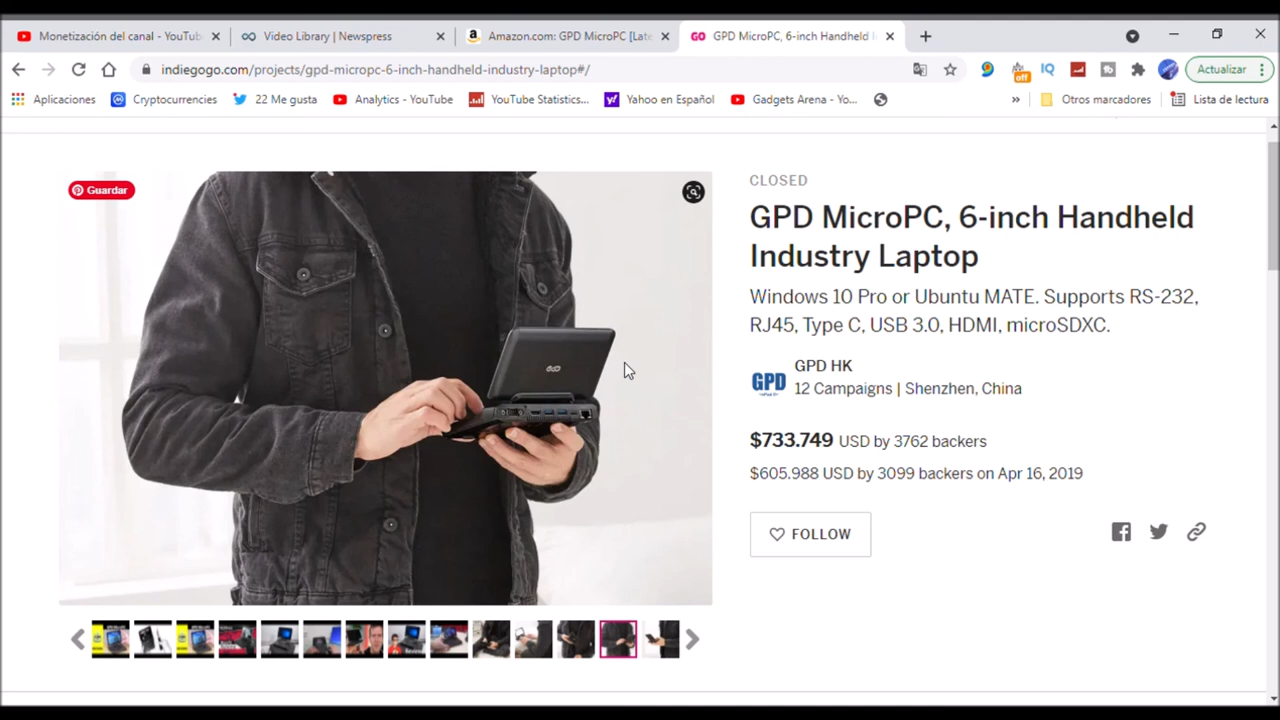 Monetización del canal - YouTub
Video Library | Newspress
Amazon.com: GPD MicroPC [Late
GO GPD MicroPC, 6-inch Handheld I
indiegogo.com/projects/gpd-micropc-6-inch-handheld-industry-laptop#/
off
IQ
Actualizar
Aplicaciones
Cryptocurrencies
22 Me gusta
Analytics - YouTube
YouTube Statistics...
Yahoo en Español
Gadgets Arena - Yo...
»
Otros marcadores
Lista de lectura
Guardar
GPD
CLOSED
GPD MicroPC, 6-inch Handheld
Industry Laptop
Windows 10 Pro or Ubuntu MATE. Supports RS-232,
RJ45, Type C, USB 3.0, HDMI, microSDXC.
GPD
GPD HK
12 Campaigns | Shenzhen, China
$733.749 USD by 3762 backers
$605.988 USD by 3099 backers on Apr 16, 2019
FOLLOW